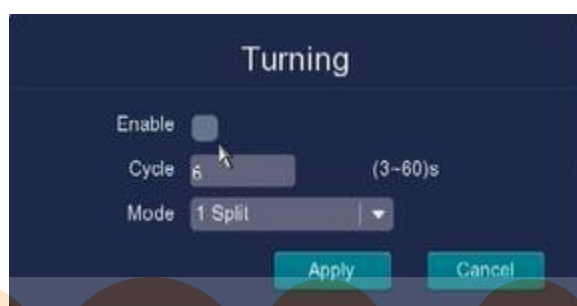 Turning
Enable
Cycle 6 (3~60)s
Mode 1 Split
Apply Cancel